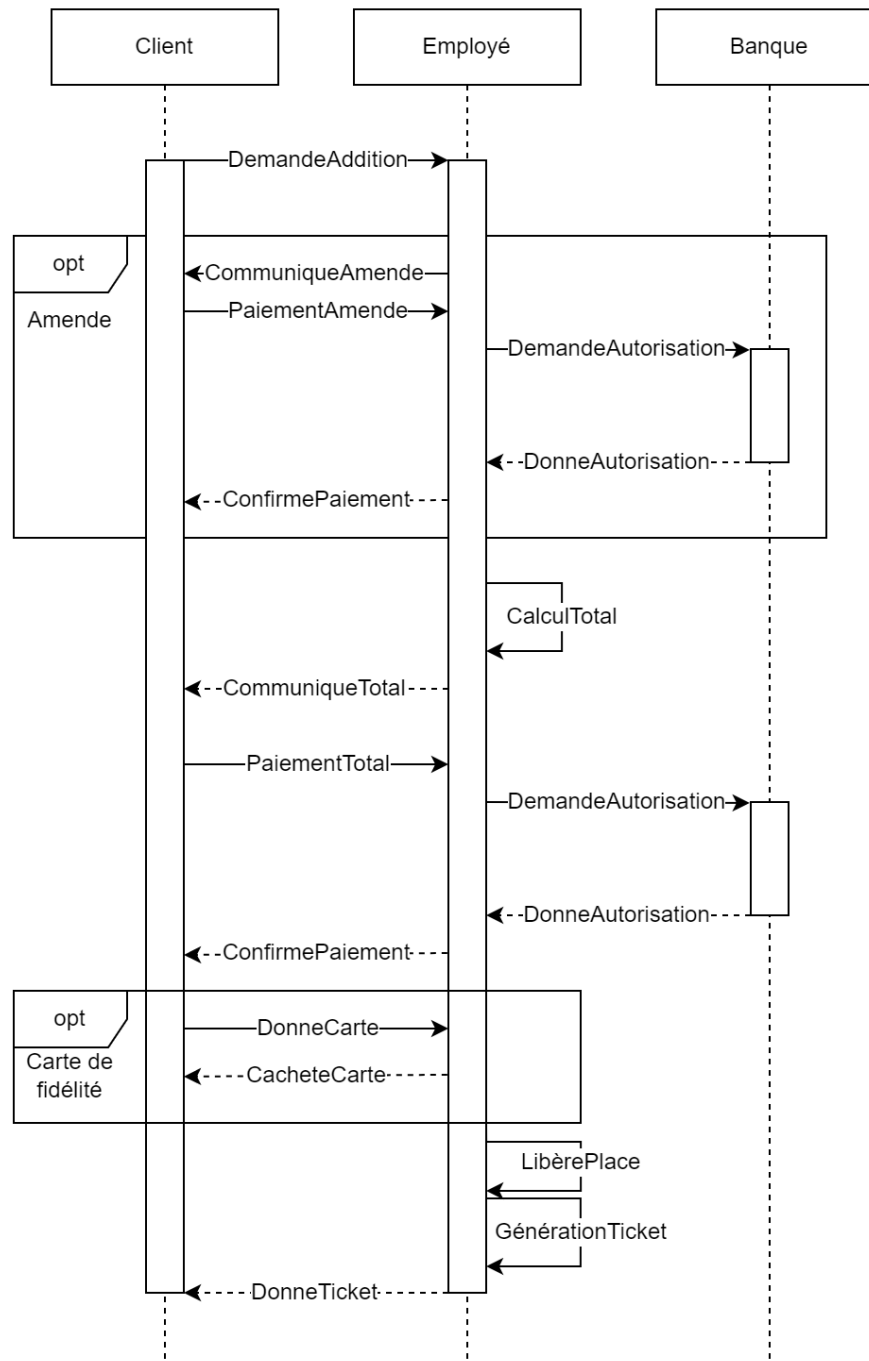 Client
Employé
Banque
DemandeAddition
opt
Amende
CommuniqueAmende
PaiementAmende
DemandeAutorisation
DonneAutorisation
ConfirmePaiement
CalculTotal
CommuniqueTotal
PaiementTotal
DemandeAutorisation
DonneAutorisation
ConfirmePaiement
opt
Carte de
fidélité
DonneCarte
CacheteCarte
LibèrePlace
GénérationTicket
DonneTicket